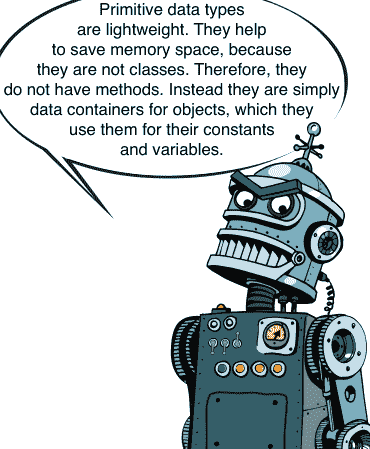 Primitive data types
are lightweight. They help
to save memory space, because
they are not classes. Therefore, they
do not have methods. Instead they are simply
data containers for objects, which they
use them for their constants
and variables.